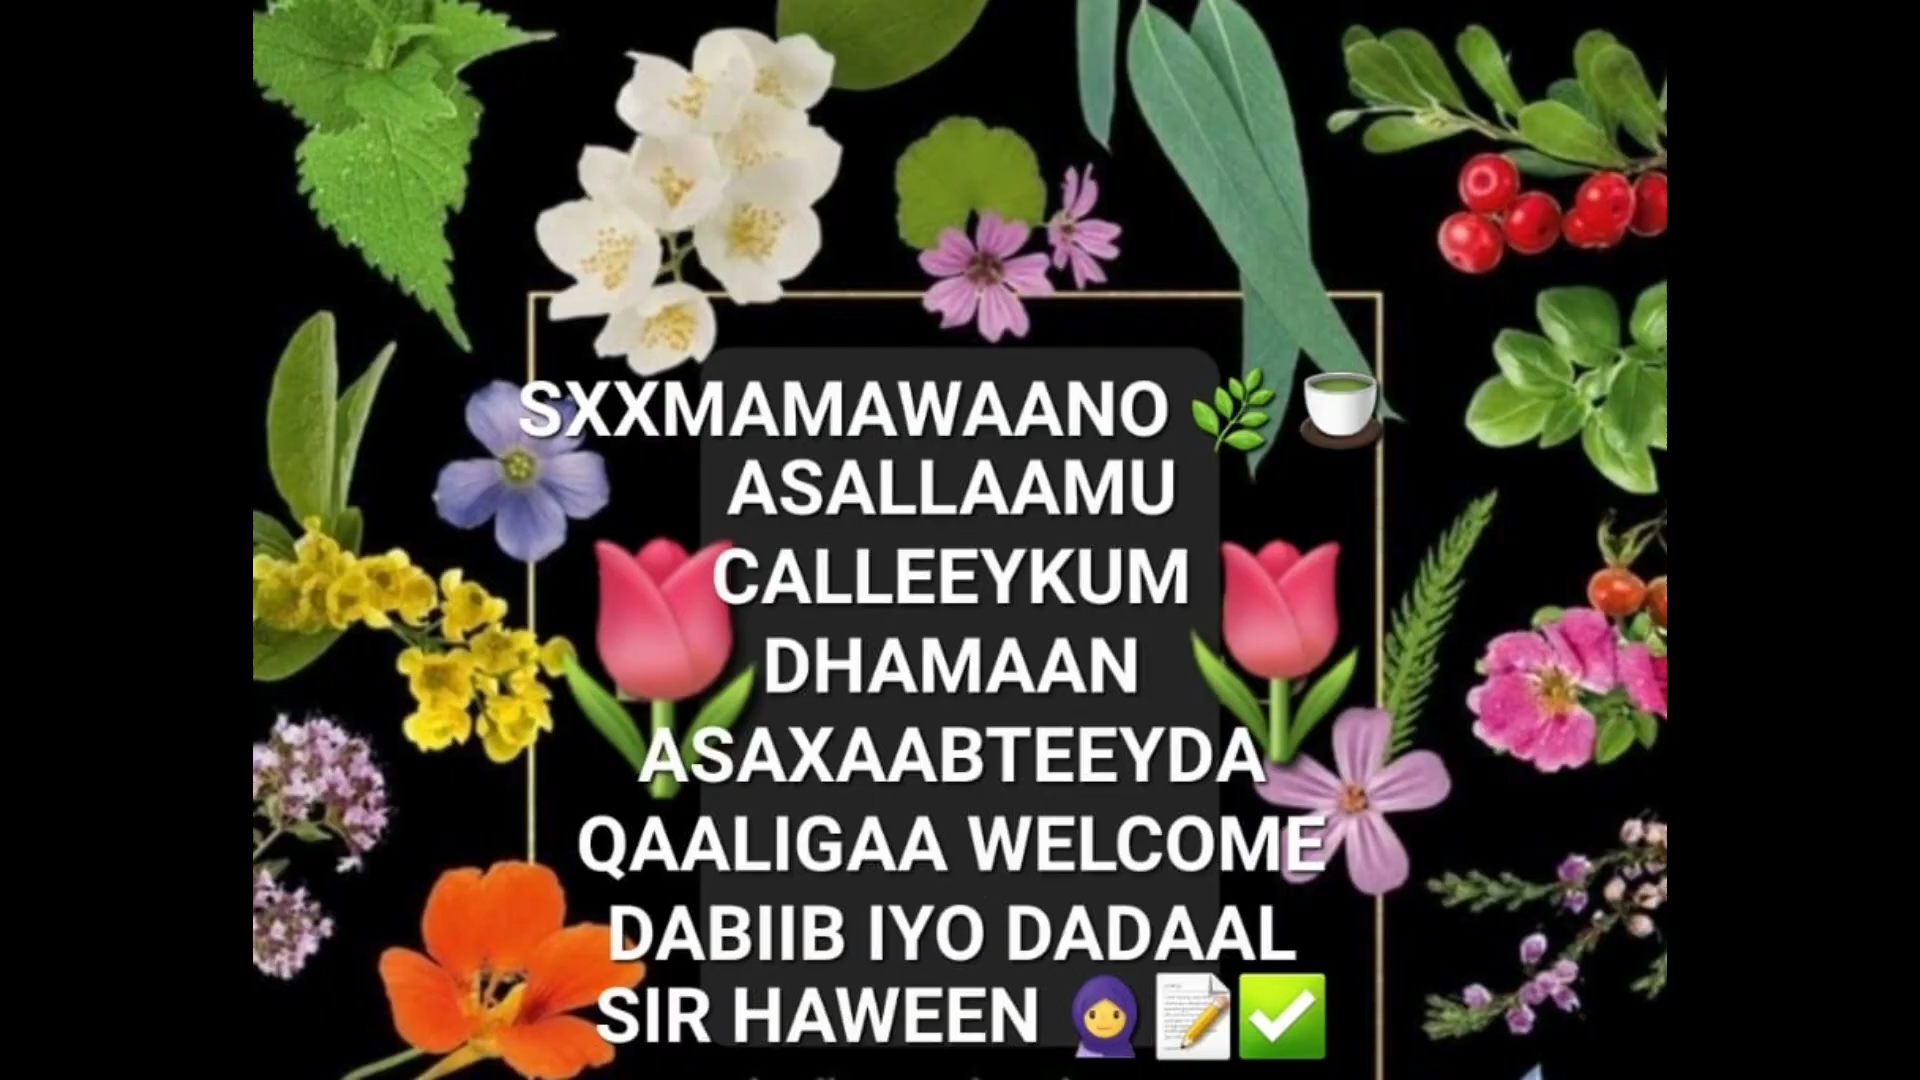 SXXMAMAWAANO 🌿 🍵
ASALLAAMU
CALLEEYKUM
DHAMAAN
ASAXAABTEEYDA
QAALIGAA WELCOME
DABIIB IYO DADAAL
SIR HAWEEN 🧕 📝 ✅